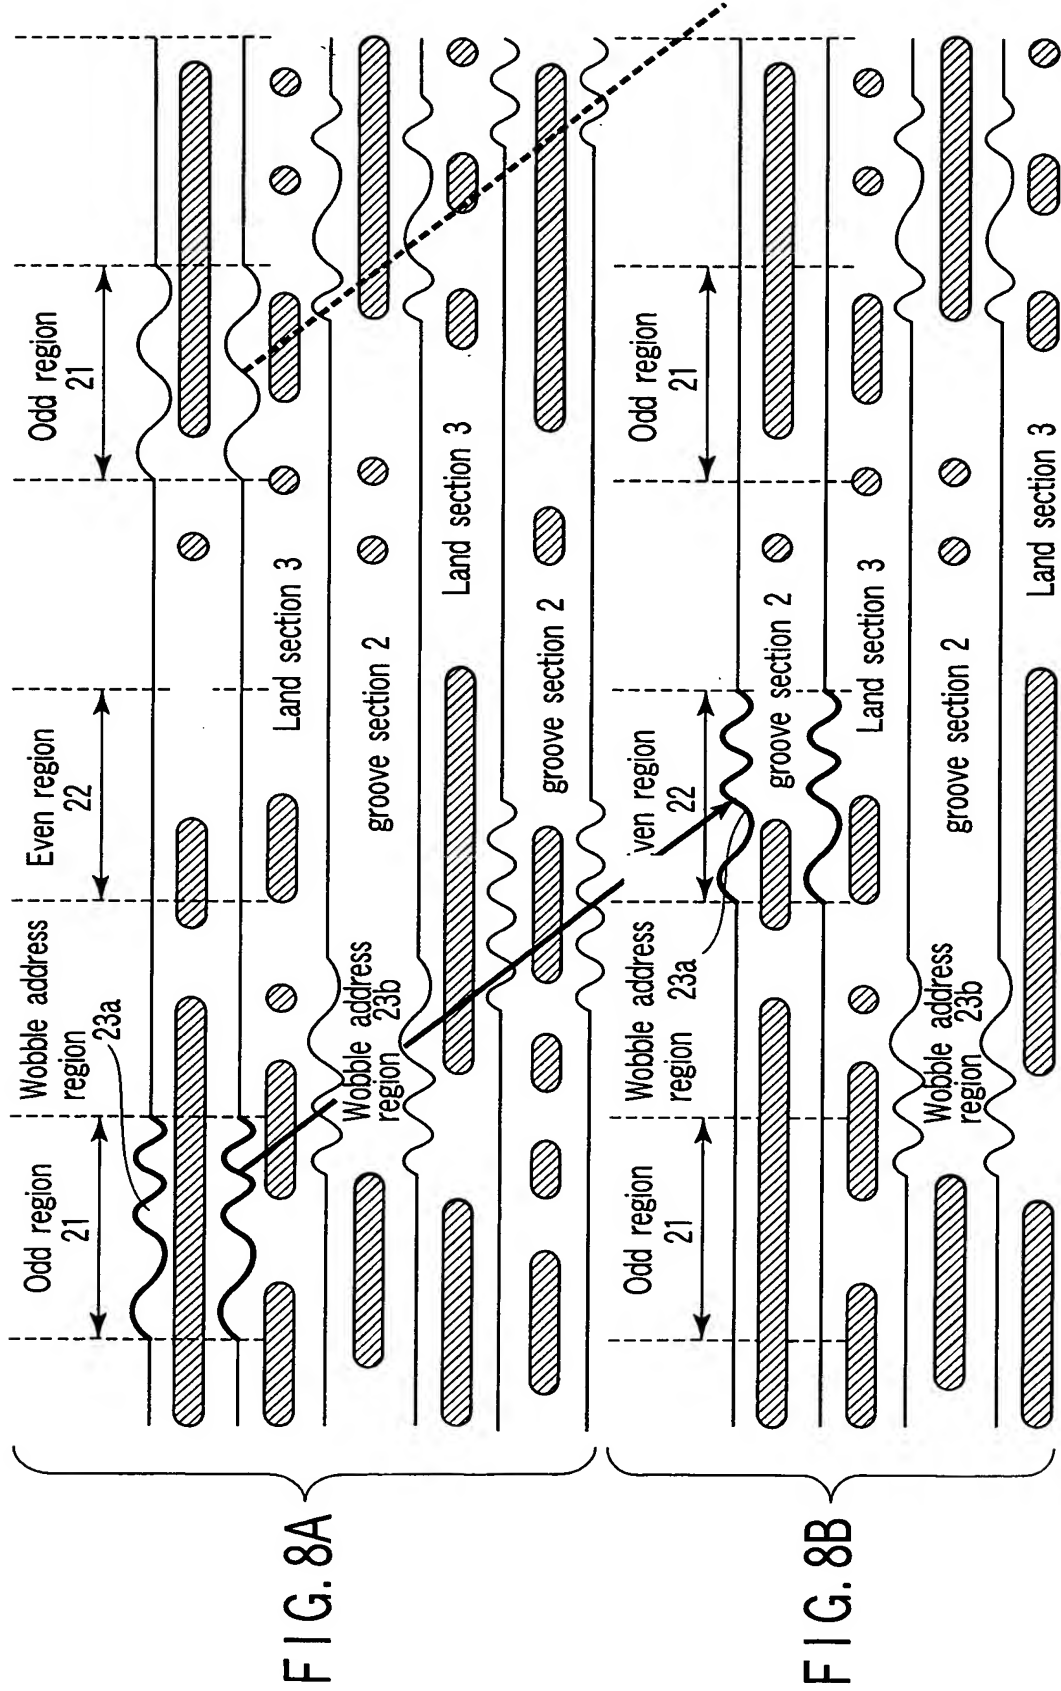 FIG. 8A
Odd region
21
Wobble address
region 23a
Even region
22
Odd region
21
Land section 3
Wobble address
region 23b
groove section 2
Land section 3
groove section 2
FIG. 8B
Odd region
21
Wobble address
23a
ven region
22
Odd region
21
groove section 2
Land section 3
Wobble address
region 23b
groove section 2
Land section 3